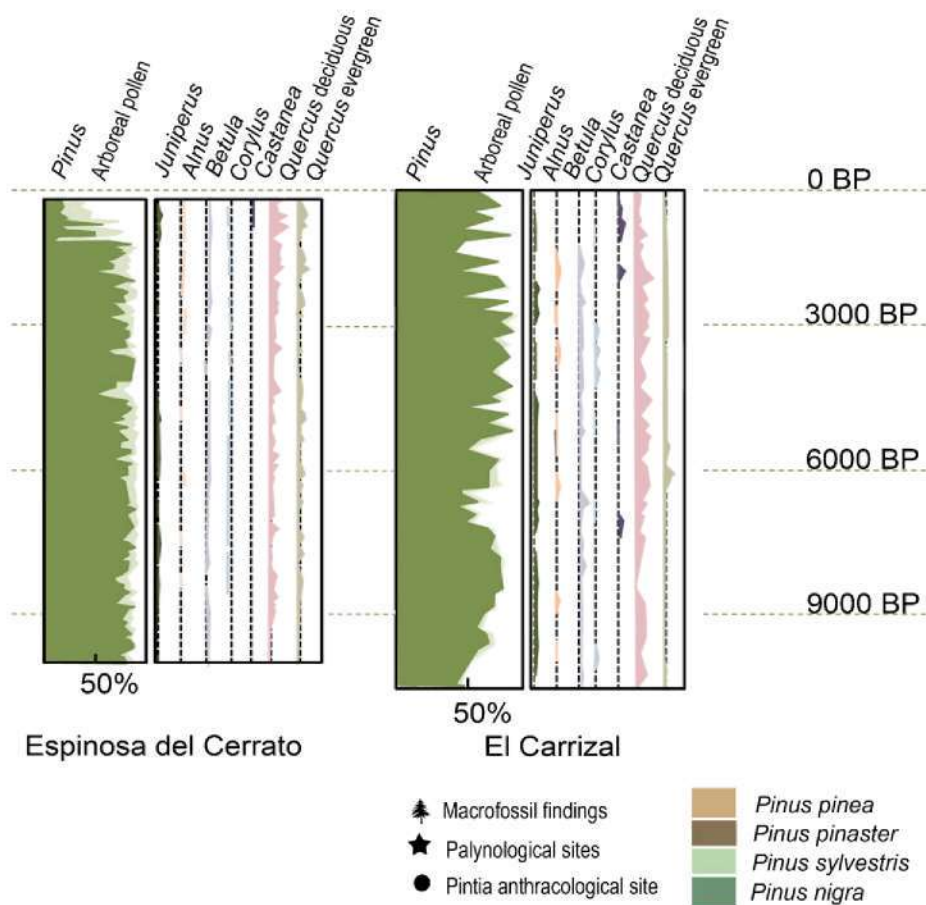 Pinus
Arboreal pollen
Juniperus
Alnus
Betula
Corylus
Castanea
Quercus deciduous
Quercus evergreen
Pinus
Arboreal pollen
Juniperus
Alnus
Betula
Corylus
Castanea
Quercus deciduous
Quercus evergreen
0 BP
3000 BP
6000 BP
9000 BP
50%
50%
Espinosa del Cerrato
El Carrizal
Macrofossil findings
Palynological sites
Pintia anthracological site
Pinus pinea
Pinus pinaster
Pinus sylvestris
Pinus nigra